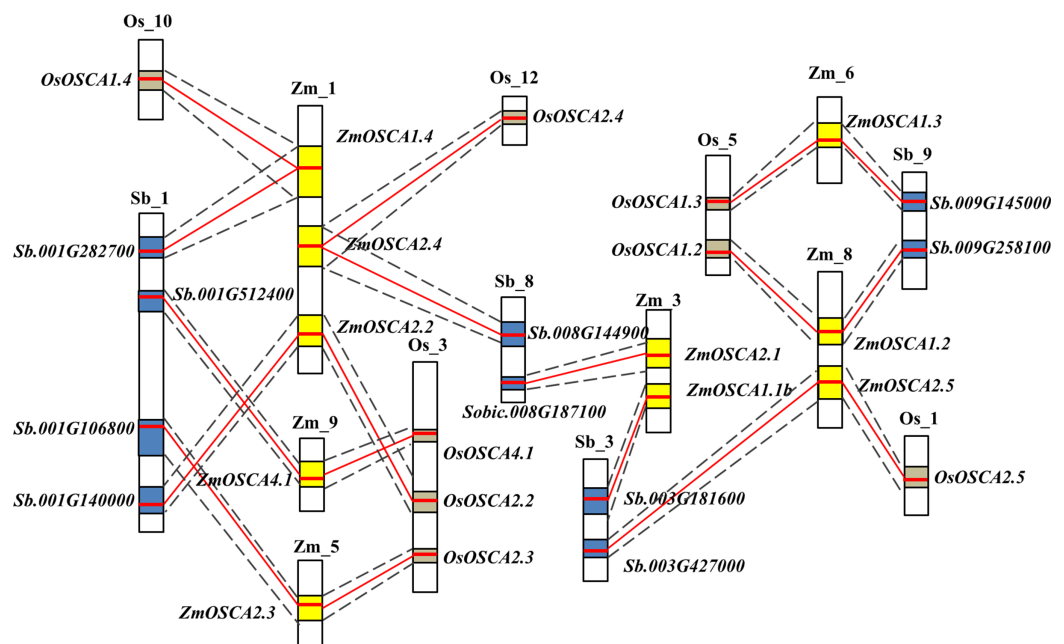 Os_10
OsOSCA1.4
Zm_1
ZmOSCA1.4
Os_12
OsOSCA2.4
Zm_6
ZmOSCA1.3
Os_5
Sb_9
OsOSCA1.3
Sb.009G145000
OsOSCA1.2
Sb.009G258100
Sb_1
Sb.001G282700
ZmOSCA2.4
Sb.001G512400
Zm_8
Sb_8
Zm_3
ZmOSCA2.2
Os_3
Sb.008G144900
ZmOSCA1.2
ZmOSCA2.1
ZmOSCA1.1b
ZmOSCA2.5
Sobic.008G187100
Sb.001G106800
Zm_9
Os_1
OsOSCA4.1
Sb_3
ZmOSCA4.1
OsOSCA2.5
Sb.001G140000
OsOSCA2.2
Sb.003G181600
Zm_5
OsOSCA2.3
Sb.003G427000
ZmOSCA2.3